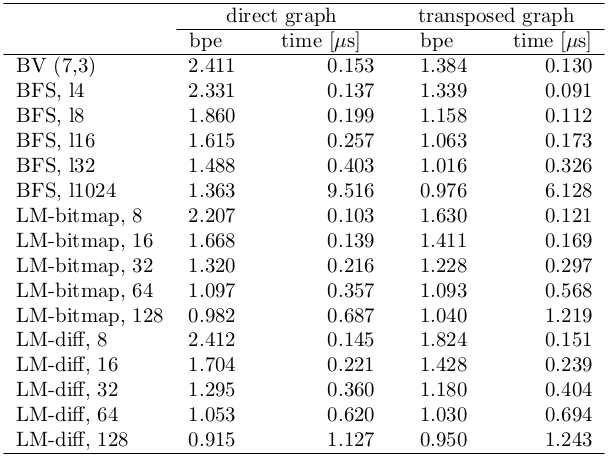 direct graph transposed graph
bpe time [μs] bpe time [μs]
BV (7,3) 2.411 0.153 1.384 0.130
BFS, l4 2.331 0.137 1.339 0.091
BFS, l8 1.860 0.199 1.158 0.112
BFS, l16 1.615 0.257 1.063 0.173
BFS, l32 1.488 0.403 1.016 0.326
BFS, l1024 1.363 9.516 0.976 6.128
LM-bitmap, 8 2.207 0.103 1.630 0.121
LM-bitmap, 16 1.668 0.139 1.411 0.169
LM-bitmap, 32 1.320 0.216 1.228 0.297
LM-bitmap, 64 1.097 0.357 1.093 0.568
LM-bitmap, 128 0.982 0.687 1.040 1.219
LM-diff, 8 2.412 0.145 1.824 0.151
LM-diff, 16 1.704 0.221 1.428 0.239
LM-diff, 32 1.295 0.360 1.180 0.404
LM-diff, 64 1.053 0.620 1.030 0.694
LM-diff, 128 0.915 1.127 0.950 1.243